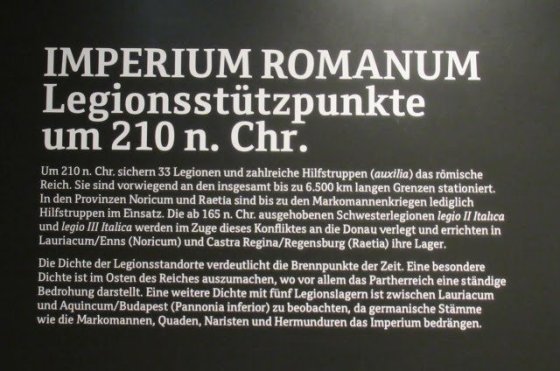 IMPERIUM ROMANUM
Legionsstützpunkte
um 210 n. Chr.
Um 210 n. Chr. sichern 33 Legionen und zahlreiche Hilfstruppen (auxilia) das römische
Reich. Sie sind vorwiegend an den insgesamt bis zu 6.500 km langen Grenzen stationiert.
In den Provinzen Noricum und Raetia sind bis zu den Markomannenkriegen lediglich
Hilfstruppen im Einsatz. Die ab 165 n. Chr. ausgehobenen Schwesterlegionen legio II Italica
und legio III Italica werden im Zuge dieses Konfliktes an die Donau verlegt und errichten in
Lauriacum/Enns (Noricum) und Castra Regina/Regensburg (Raetia) ihre Lager.
Die Dichte der Legionsstandorte verdeutlicht die Brennpunkte der Zeit. Eine besondere
Dichte ist im Osten des Reiches auszumachen, wo vor allem das Partherreich eine ständige
Bedrohung darstellt. Eine weitere Dichte mit fünf Legionslagern ist zwischen Lauriacum
und Aquincum/Budapest (Pannonia inferior) zu beobachten, da germanische Stämme
wie die Markomannen, Quaden, Naristen und Hermunduren das Imperium bedrängen.